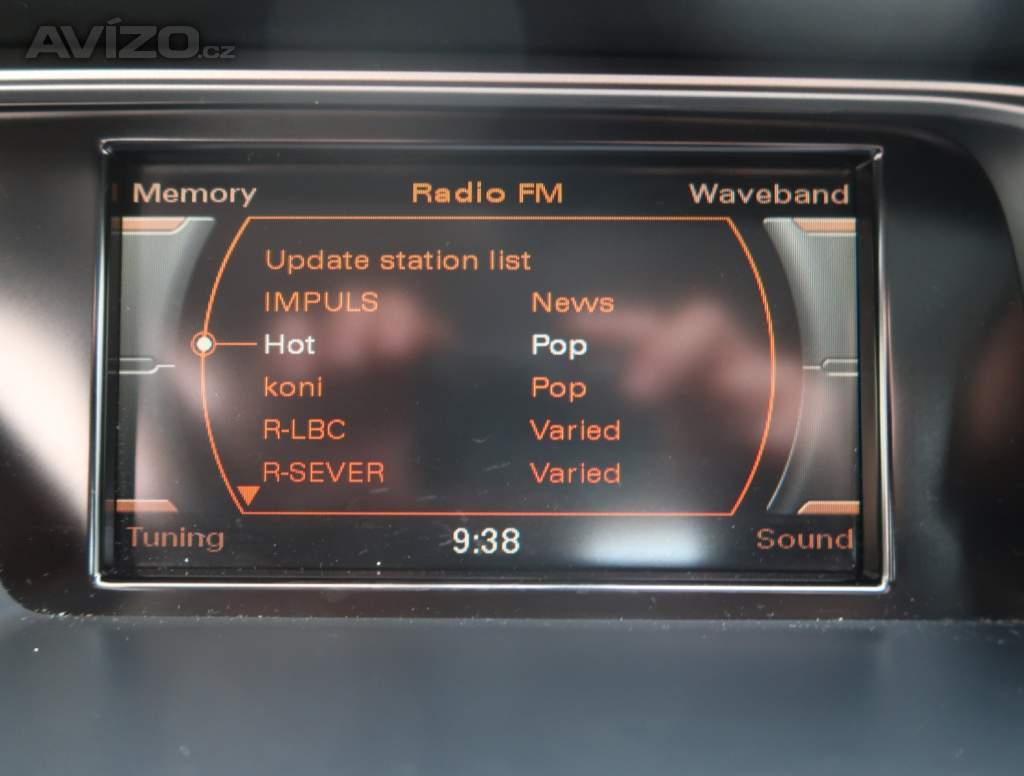 AVÍZO.cz
Memory Radio FM Waveband
Update station list
IMPULS News
Hot Pop
koni Pop
R-LBC Varied
R-SEVER Varied
Tuning 9:38 Sound